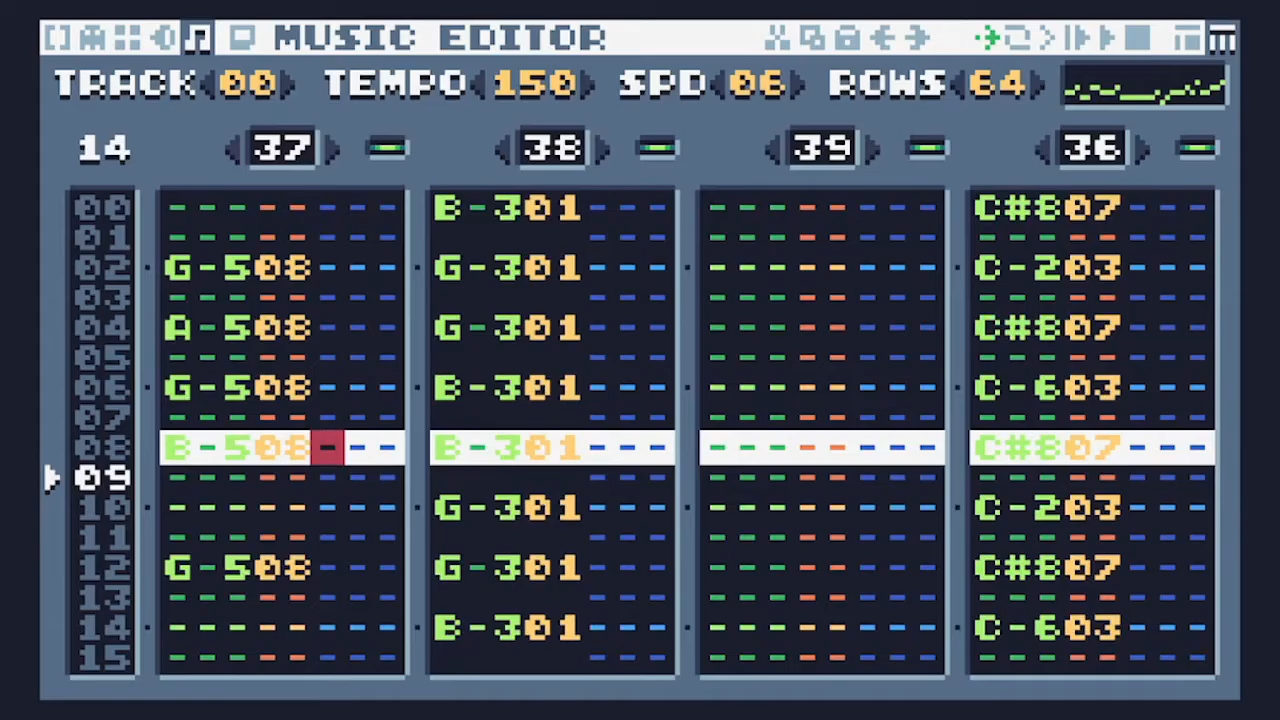 MUSIC EDITOR
TRACK 00 TEMPO 150 SPD 06 ROWS 64
14 37 38 39 36
00 -------- B-301--- -------- C#807---
01 -------- --- -------- --------
02 G-508--- G-301--- -------- C-203---
03 -------- --- -------- --------
04 A-508--- G-301--- -------- C#807---
05 -------- --- -------- --------
06 G-508--- B-301--- -------- C-603---
07 -------- --- -------- --------
08 B-508--- B-301--- -------- C#807---
09 -------- --- -------- --------
10 -------- G-301--- -------- C-203---
11 -------- --- -------- --------
12 G-508--- G-301--- -------- C#807---
13 -------- --- -------- --------
14 -------- B-301--- -------- C-603---
15 -------- --- -------- --------